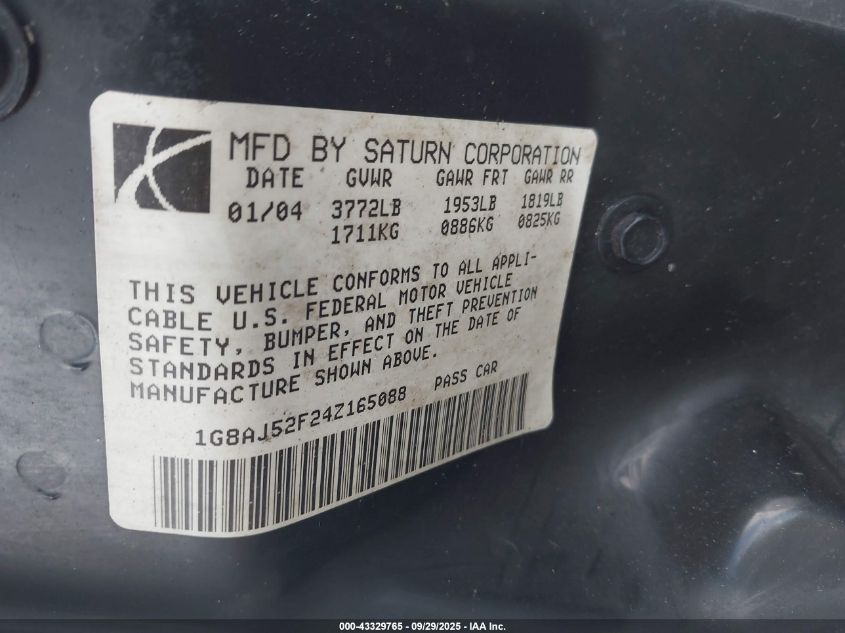 MFD BY SATURN CORPORATION
DATE GVWR GAWR FRT GAWR RR
01/04 3772LB 1953LB 1819LB
1711KG 0886KG 0825KG
THIS VEHICLE CONFORMS TO ALL APPLI-
CABLE U.S. FEDERAL MOTOR VEHICLE
SAFETY, BUMPER, AND THEFT PREVENTION
STANDARDS IN EFFECT ON THE DATE OF
MANUFACTURE SHOWN ABOVE.
1G8AJ52F24Z165088 PASS CAR
000-43329765 - 09/29/2025 - IAA Inc.